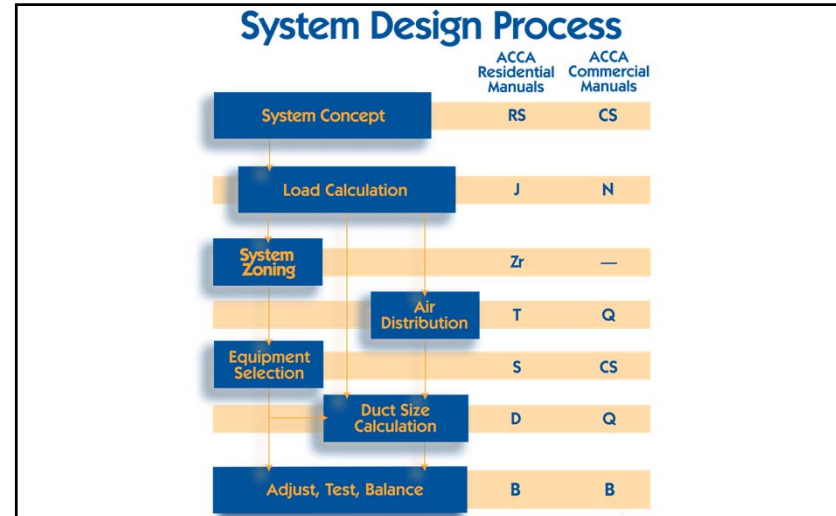 System Design Process
ACCA
Residential
Manuals
ACCA
Commercial
Manuals
System Concept RS CS
Load Calculation J N
System
Zoning
Zr —
Air
Distribution
T Q
Equipment
Selection
S CS
Duct Size
Calculation
D Q
Adjust, Test, Balance B B